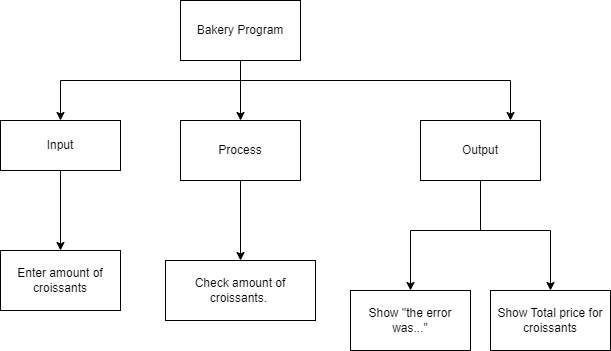 Bakery Program
Input
Process
Output
Enter amount of
croissants
Check amount of
croissants.
Show "the error
was..."
Show Total price for
croissants